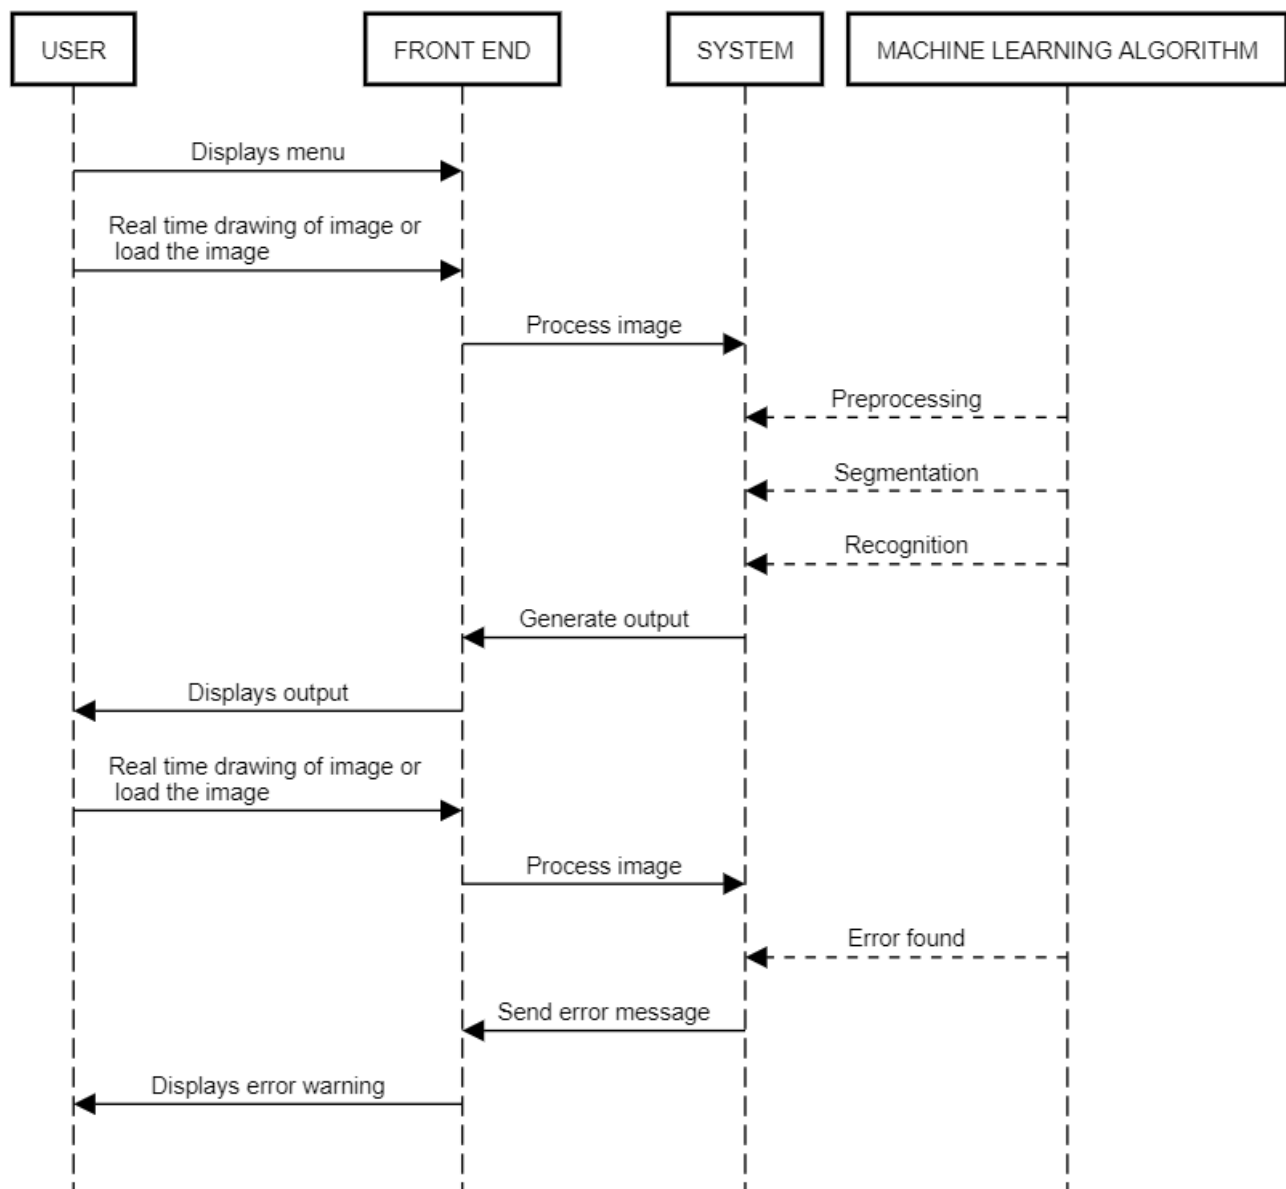 USER
FRONT END
SYSTEM
MACHINE LEARNING ALGORITHM
Displays menu
Real time drawing of image or
load the image
Process image
Preprocessing
Segmentation
Recognition
Generate output
Displays output
Real time drawing of image or
load the image
Process image
Error found
Send error message
Displays error warning